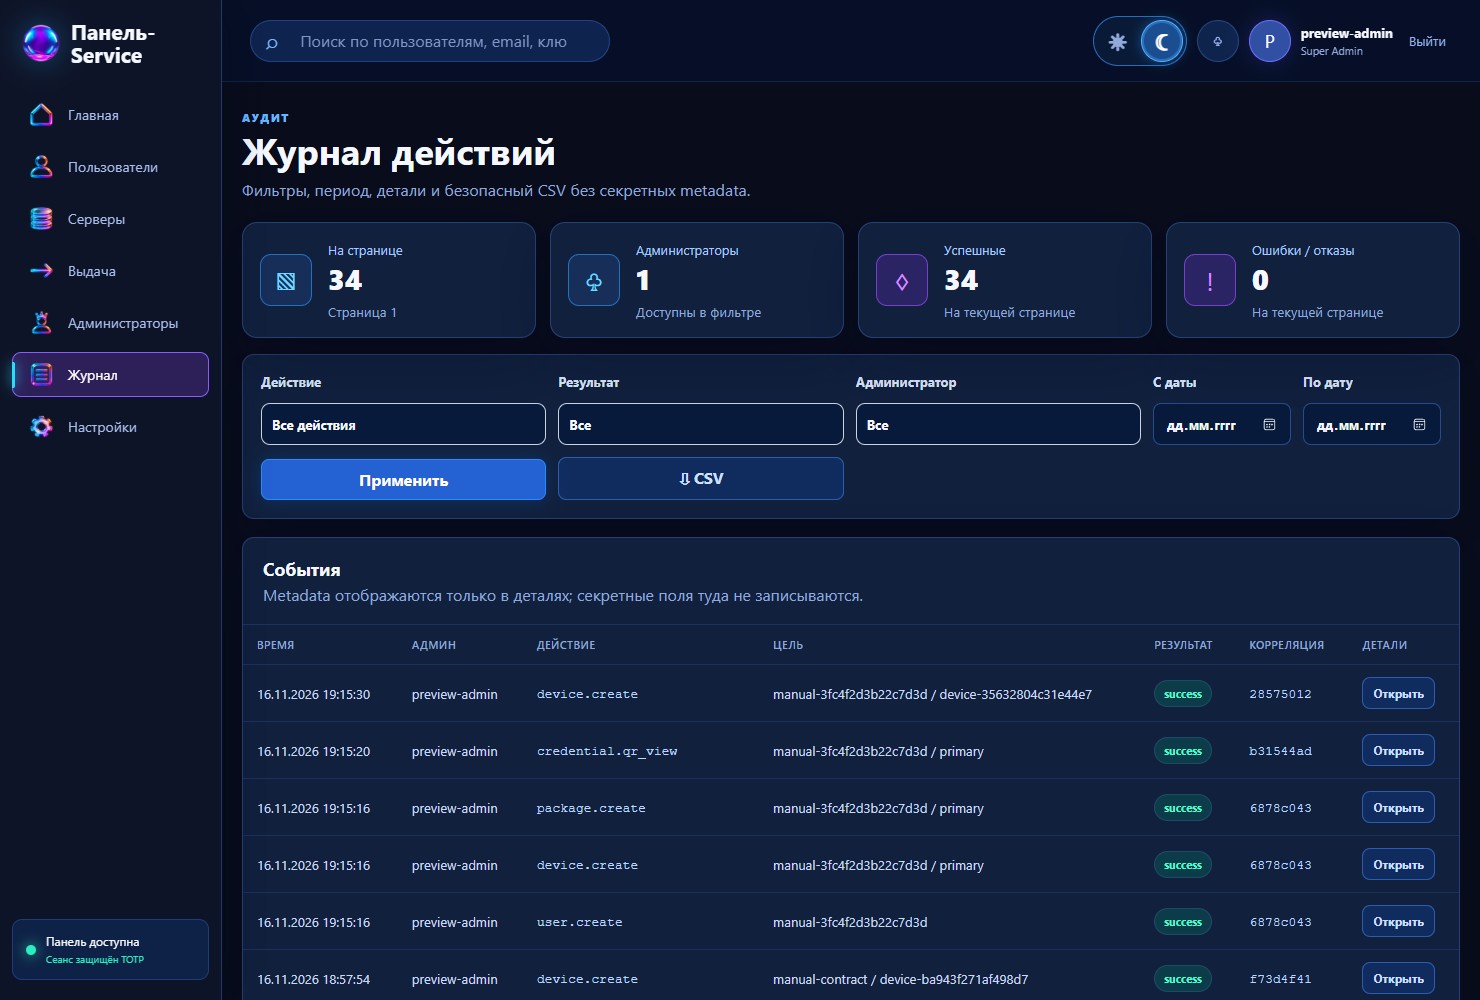 Панель-
Service
Главная
Пользователи
Серверы
Выдача
Администраторы
Журнал
Настройки
Панель доступна
Сеанс защищён TOTP
Поиск по пользователям, email, клю
P
preview-admin
Super Admin
Выйти
АУДИТ
Журнал действий
Фильтры, период, детали и безопасный CSV без секретных metadata.
На странице
34
Страница 1
Администраторы
1
Доступны в фильтре
Успешные
34
На текущей странице
!
Ошибки / отказы
0
На текущей странице
Действие
Результат
Администратор
С даты
По дату
Все действия
Все
Все
дд.мм.гггг
дд.мм.гггг
Применить
⇩ CSV
События
Metadata отображаются только в деталях; секретные поля туда не записываются.
ВРЕМЯ АДМИН ДЕЙСТВИЕ ЦЕЛЬ РЕЗУЛЬТАТ КОРРЕЛЯЦИЯ ДЕТАЛИ
16.11.2026 19:15:30 preview-admin device.create manual-3fc4f2d3b22c7d3d / device-35632804c31e44e7 success 28575012 Открыть
16.11.2026 19:15:20 preview-admin credential.qr_view manual-3fc4f2d3b22c7d3d / primary success b31544ad Открыть
16.11.2026 19:15:16 preview-admin package.create manual-3fc4f2d3b22c7d3d / primary success 6878c043 Открыть
16.11.2026 19:15:16 preview-admin device.create manual-3fc4f2d3b22c7d3d / primary success 6878c043 Открыть
16.11.2026 19:15:16 preview-admin user.create manual-3fc4f2d3b22c7d3d success 6878c043 Открыть
16.11.2026 18:57:54 preview-admin device.create manual-contract / device-ba943f271af498d7 success f73d4f41 Открыть